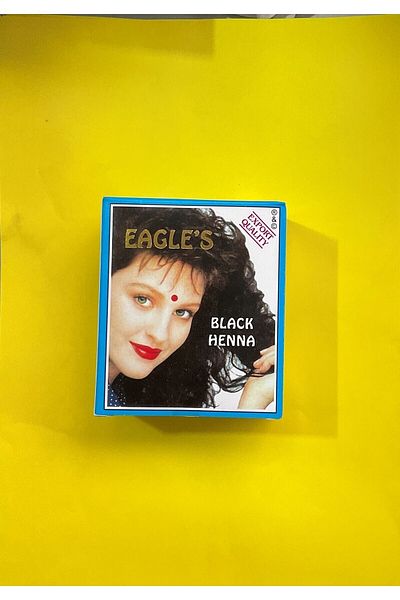 ® & ©
EXPORT
QUALITY
EAGLE'S
BLACK
HENNA